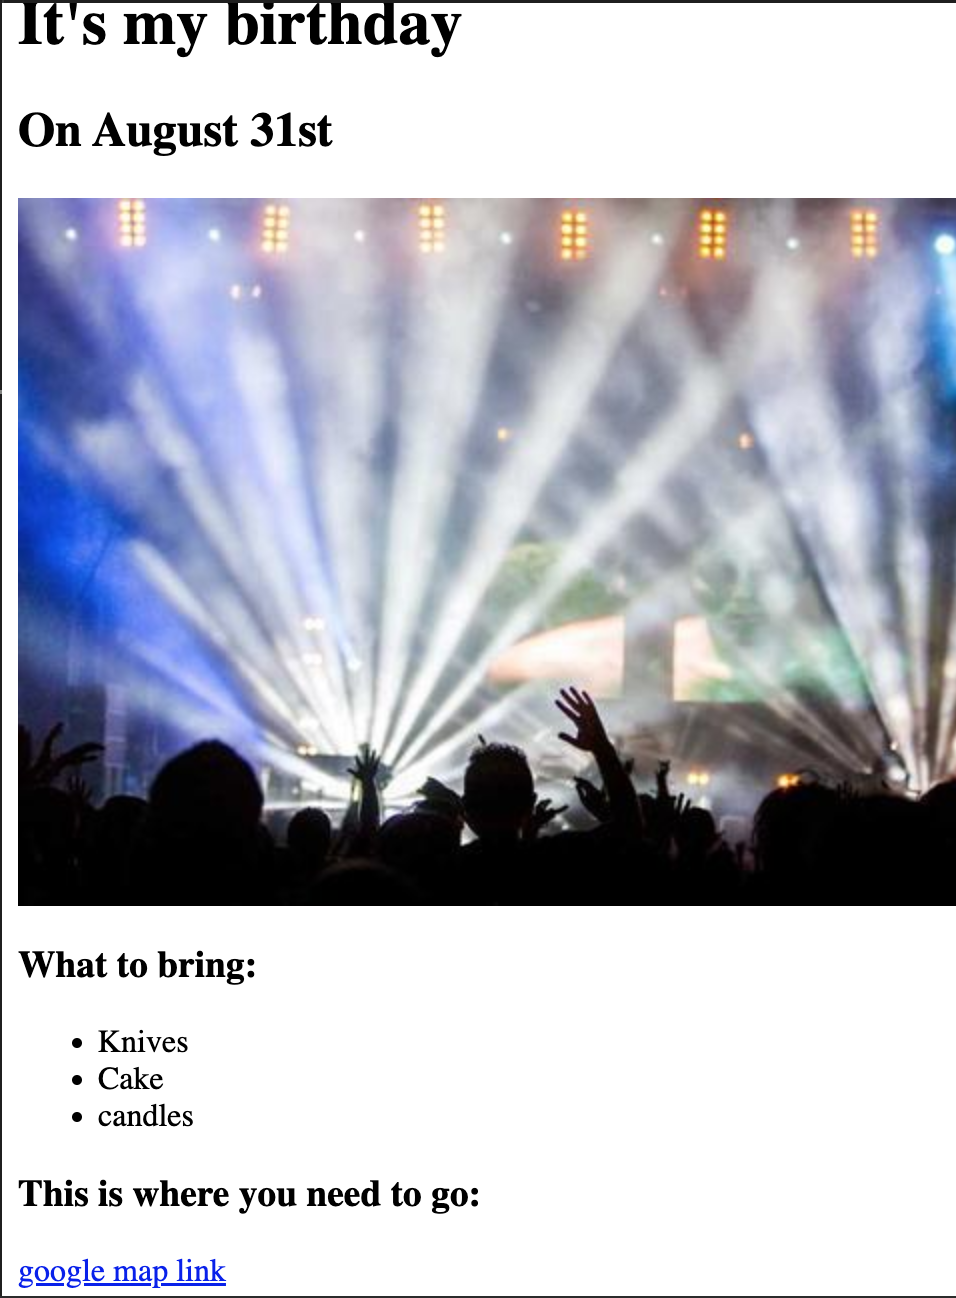 It's my birthday
On August 31st
What to bring:
Knives
Cake
candles
This is where you need to go:
google map link